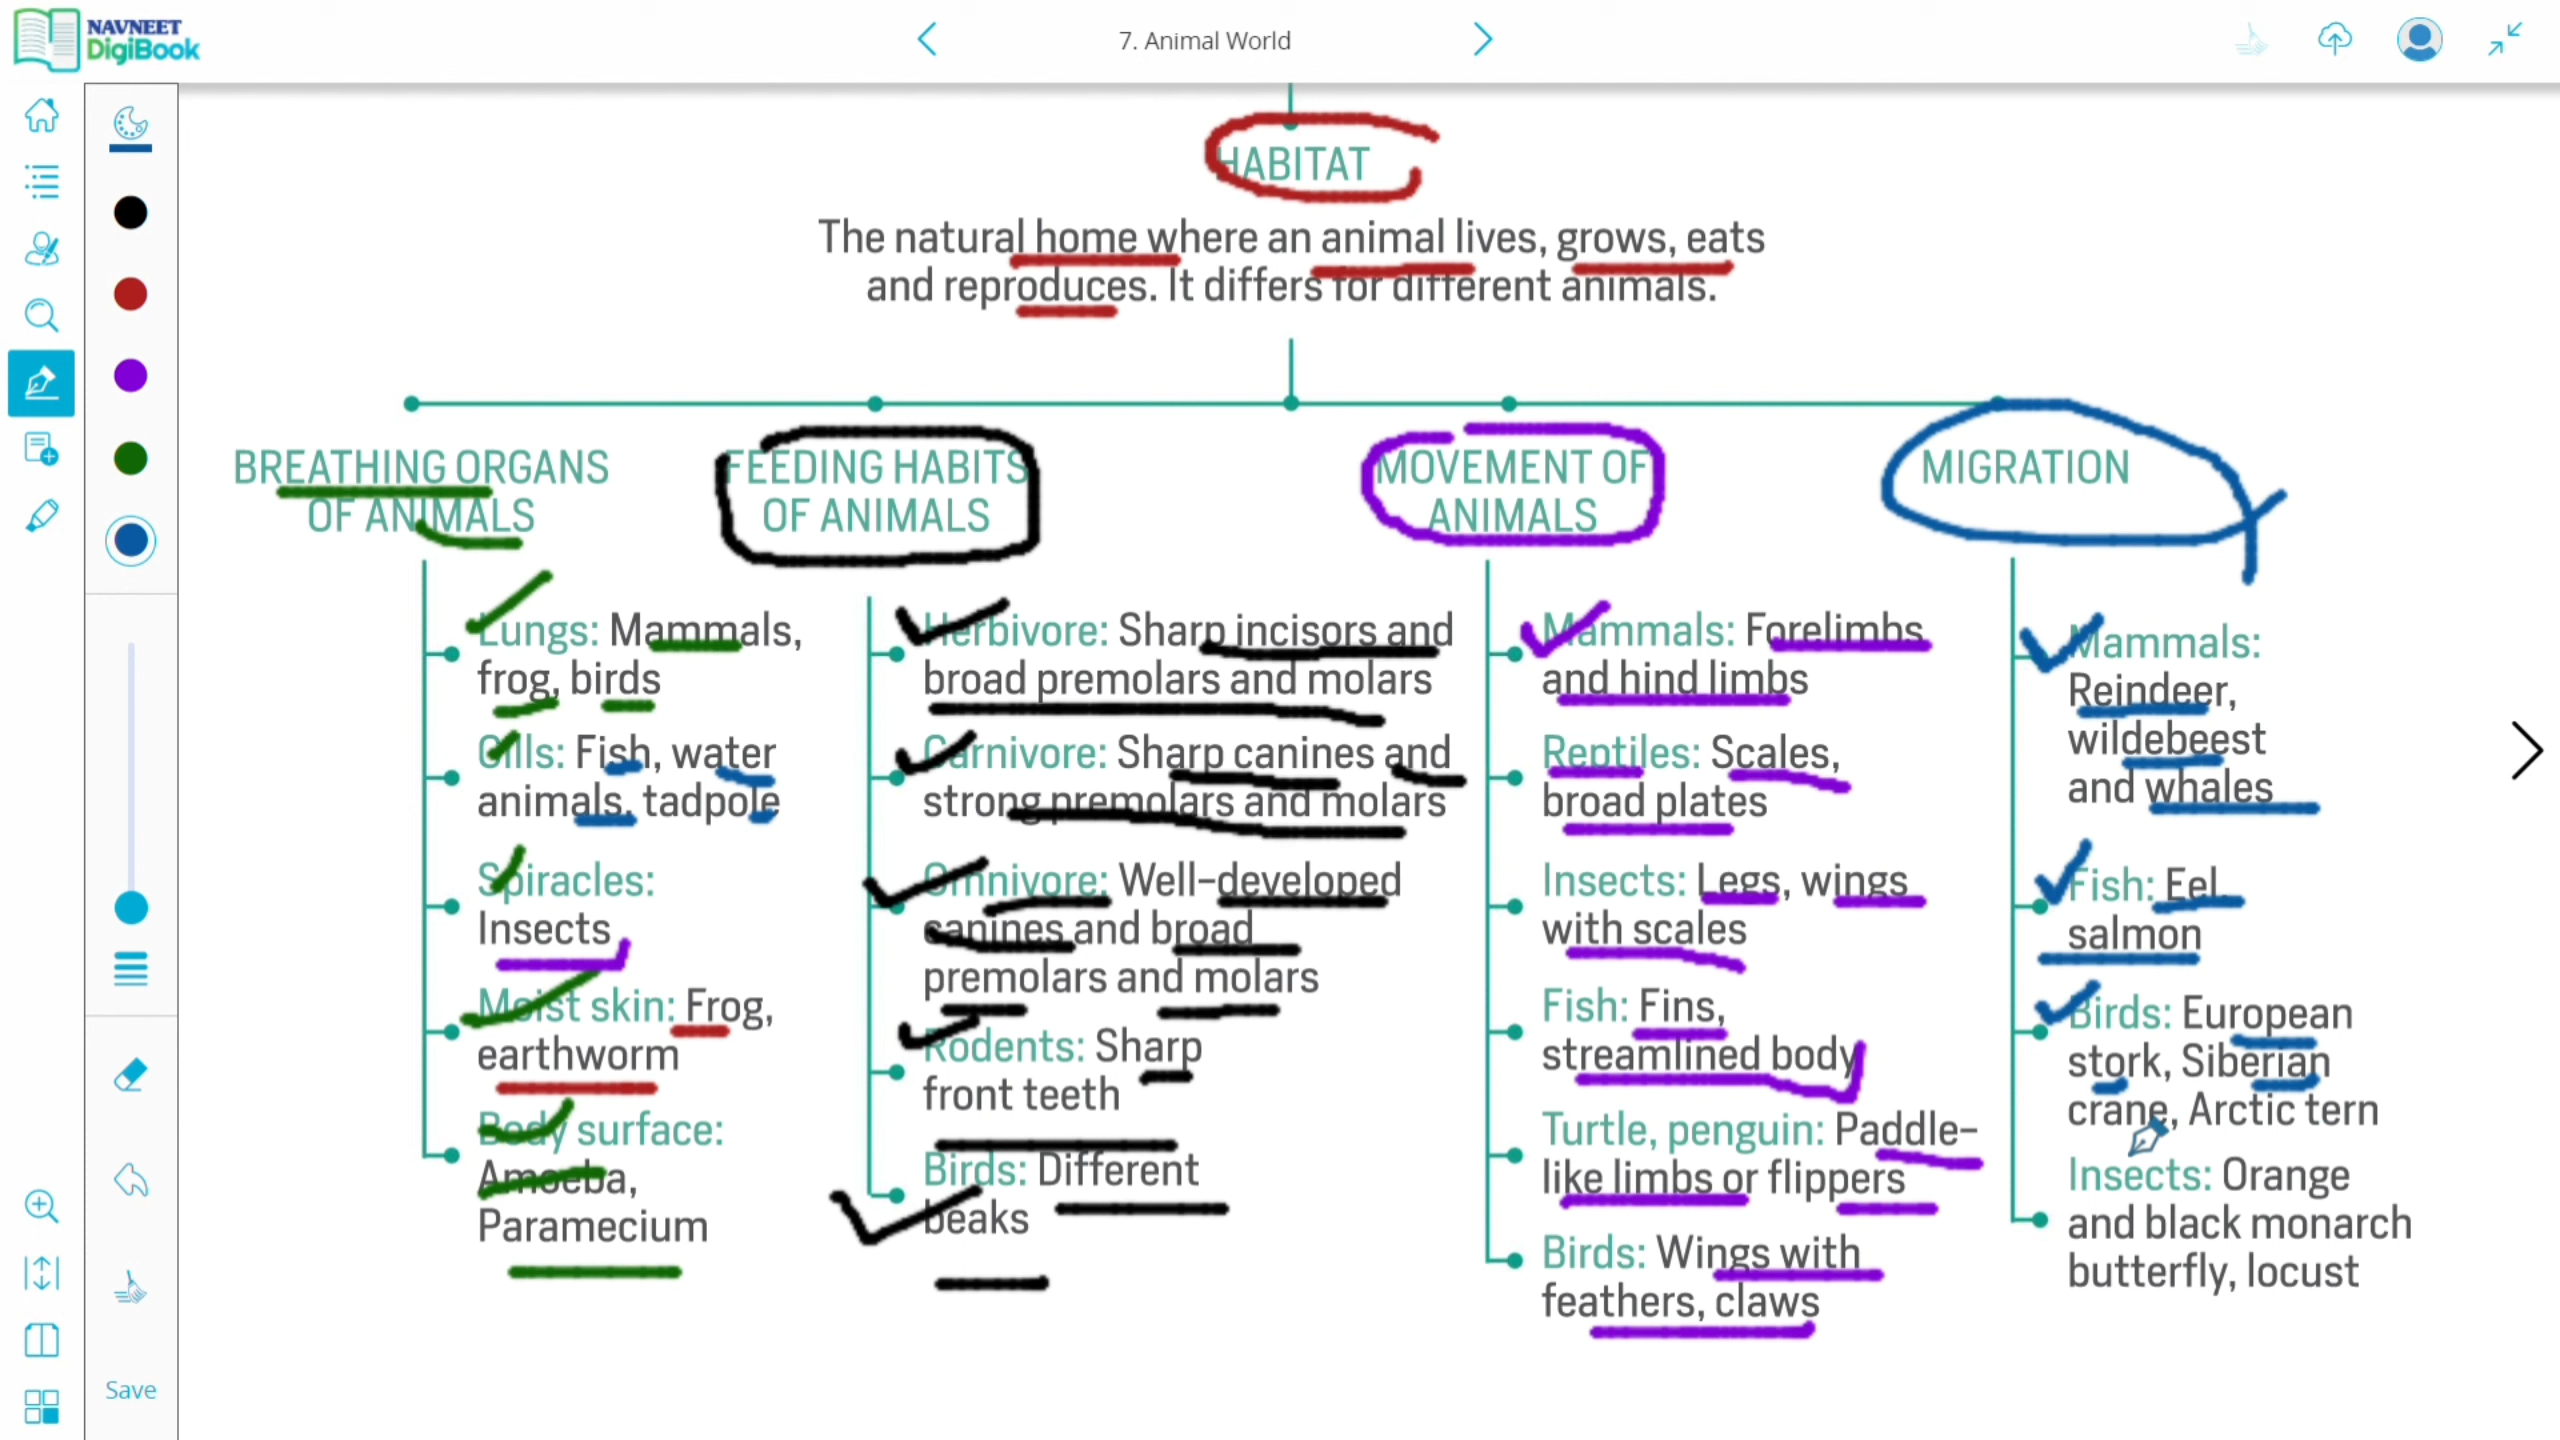 NAVNEET
DigiBook
7. Animal World
HABITAT
The natural home where an animal lives, grows, eats
and reproduces. It differs for different animals.
BREATHING ORGANS
OF ANIMALS
Lungs: Mammals,
frog, birds
Gills: Fish, water
animals, tadpole
Spiracles:
Insects
Moist skin: Frog,
earthworm
Body surface:
Amoeba,
Paramecium
FEEDING HABITS
OF ANIMALS
Herbivore: Sharp incisors and
broad premolars and molars
Carnivore: Sharp canines and
strong premolars and molars
Omnivore: Well-developed
canines and broad
premolars and molars
Rodents: Sharp
front teeth
Birds: Different
beaks
MOVEMENT OF
ANIMALS
Mammals: Forelimbs
and hind limbs
Reptiles: Scales,
broad plates
Insects: Legs, wings
with scales
Fish: Fins,
streamlined body
Turtle, penguin: Paddle-
like limbs or flippers
Birds: Wings with
feathers, claws
MIGRATION
Mammals:
Reindeer,
wildebeest
and whales
Fish: Eel
salmon
Birds: European
stork, Siberian
crane, Arctic tern
Insects: Orange
and black monarch
butterfly, locust
Save